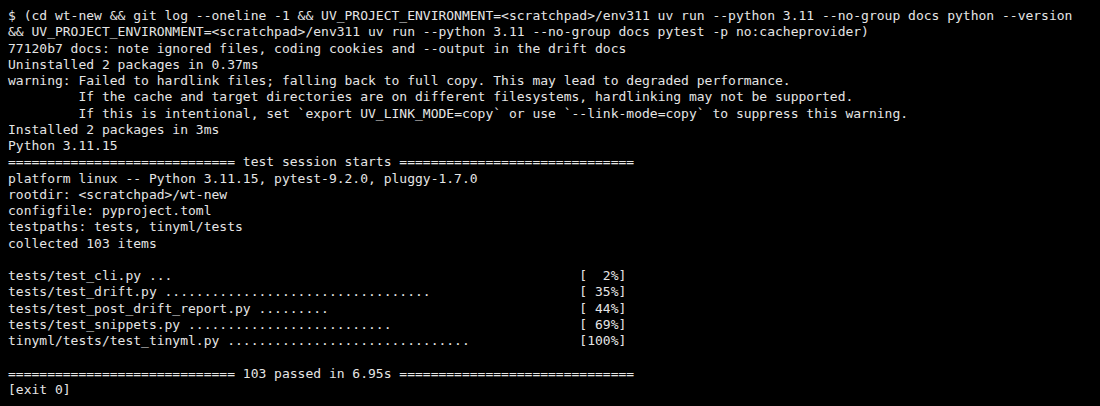 $ (cd wt-new && git log --oneline -1 && UV_PROJECT_ENVIRONMENT=<scratchpad>/env311 uv run --python 3.11 --no-group docs python --version
&& UV_PROJECT_ENVIRONMENT=<scratchpad>/env311 uv run --python 3.11 --no-group docs pytest -p no:cacheprovider)
77120b7 docs: note ignored files, coding cookies and --output in the drift docs
Uninstalled 2 packages in 0.37ms
warning: Failed to hardlink files; falling back to full copy. This may lead to degraded performance.
         If the cache and target directories are on different filesystems, hardlinking may not be supported.
         If this is intentional, set `export UV_LINK_MODE=copy` or use `--link-mode=copy` to suppress this warning.
Installed 2 packages in 3ms
Python 3.11.15
============================= test session starts ==============================
platform linux -- Python 3.11.15, pytest-9.2.0, pluggy-1.7.0
rootdir: <scratchpad>/wt-new
configfile: pyproject.toml
testpaths: tests, tinyml/tests
collected 103 items

tests/test_cli.py ...                                                    [  2%]
tests/test_drift.py ..................................                   [ 35%]
tests/test_post_drift_report.py .........                                [ 44%]
tests/test_snippets.py ..........................                        [ 69%]
tinyml/tests/test_tinyml.py ...............................              [100%]

============================= 103 passed in 6.95s ==============================
[exit 0]